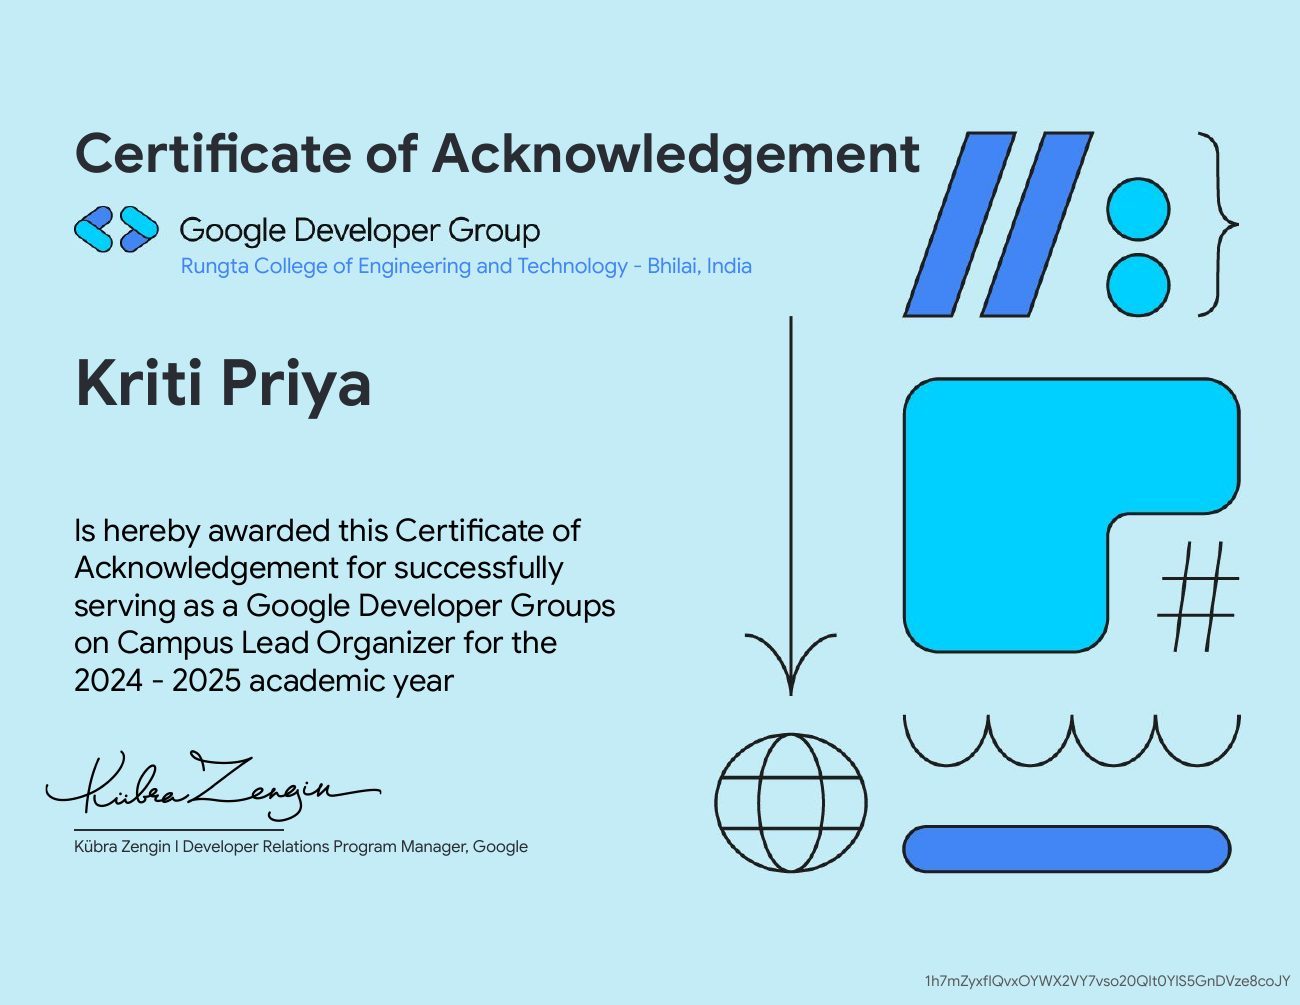 Certificate of Acknowledgement
Google Developer Group
Rungta College of Engineering and Technology - Bhilai, India
Kriti Priya
Is hereby awarded this Certificate of
Acknowledgement for successfully
serving as a Google Developer Groups
on Campus Lead Organizer for the
2024 - 2025 academic year
Kübra Zengin
Kübra Zengin | Developer Relations Program Manager, Google
//:}
#